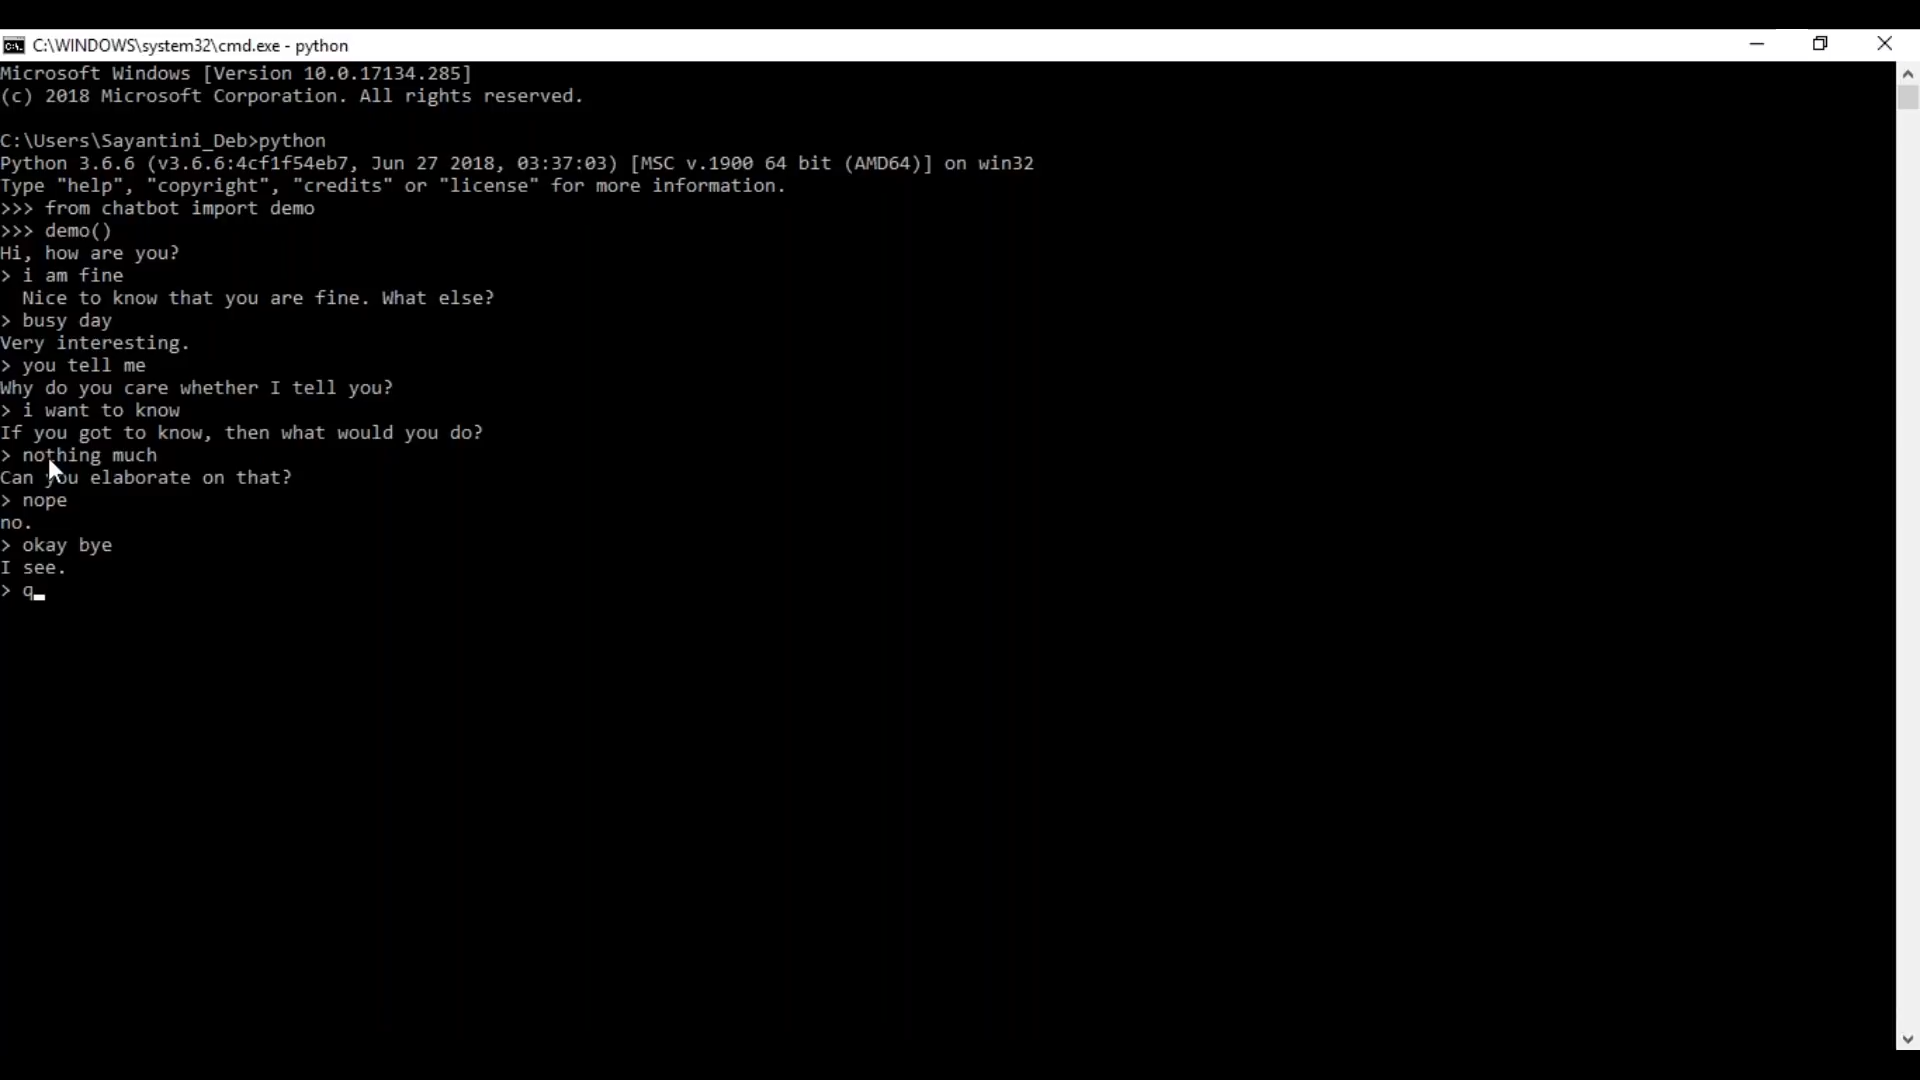 C:\WINDOWS\system32\cmd.exe - python
Microsoft Windows [Version 10.0.17134.285]
(c) 2018 Microsoft Corporation. All rights reserved.
C:\Users\Sayantini_Deb>python
Python 3.6.6 (v3.6.6:4cf1f54eb7, Jun 27 2018, 03:37:03) [MSC v.1900 64 bit (AMD64)] on win32
Type "help", "copyright", "credits" or "license" for more information.
>>> from chatbot import demo
>>> demo()
Hi, how are you?
> i am fine
  Nice to know that you are fine. What else?
> busy day
Very interesting.
> you tell me
Why do you care whether I tell you?
> i want to know
If you got to know, then what would you do?
> nothing much
Can you elaborate on that?
> nope
no.
> okay bye
I see.
> q